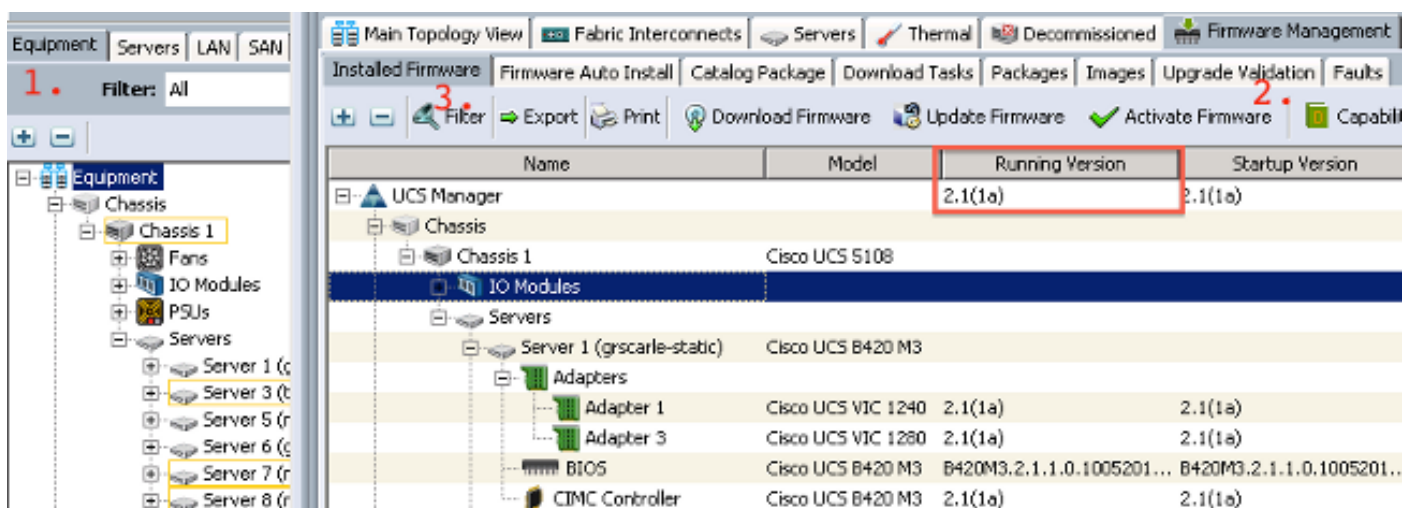 Equipment Servers LAN SAN
1. Filter: All
Equipment
Chassis
Chassis 1
Fans
IO Modules
PSUs
Servers
Server 1
Server 3
Server 5
Server 6
Server 7
Server 8
Main Topology View Fabric Interconnects Servers Thermal Decommissioned Firmware Management
Installed Firmware Firmware Auto Install Catalog Package Download Tasks Packages Images Upgrade Validation Faults
3. 2.
Filter Export Print Download Firmware Update Firmware Activate Firmware
Name Model Running Version Startup Version
UCS Manager 2.1(1a) 2.1(1a)
Chassis
Chassis 1 Cisco UCS 5108
IO Modules
Servers
Server 1 (grscarle-static) Cisco UCS B420 M3
Adapters
Adapter 1 Cisco UCS VIC 1240 2.1(1a) 2.1(1a)
Adapter 3 Cisco UCS VIC 1280 2.1(1a) 2.1(1a)
BIOS Cisco UCS B420 M3 B420M3.2.1.1.0.1005201... B420M3.2.1.1.0.1005201...
CIMC Controller Cisco UCS B420 M3 2.1(1a) 2.1(1a)